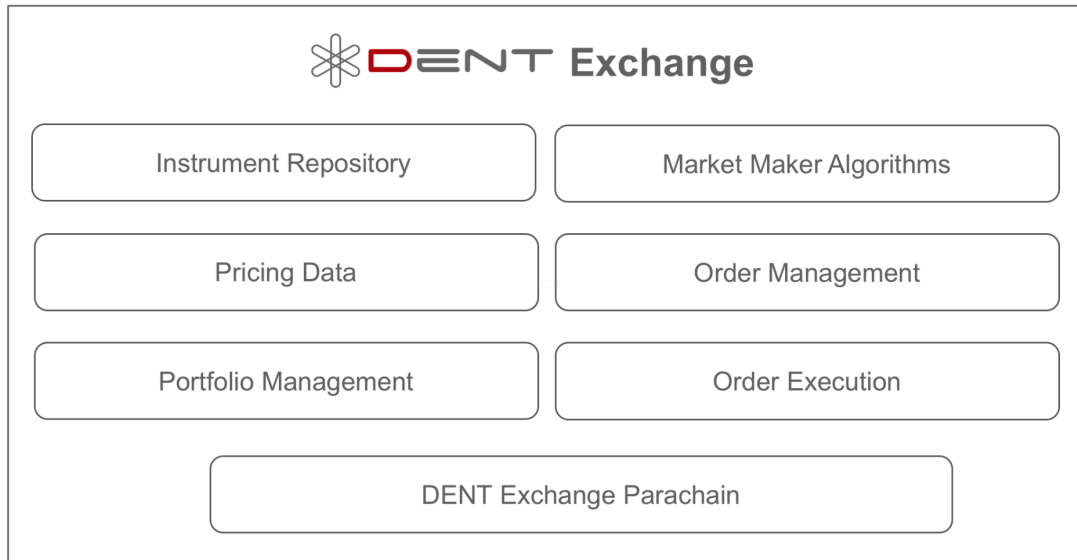 DENT Exchange
Instrument Repository
Market Maker Algorithms
Pricing Data
Order Management
Portfolio Management
Order Execution
DENT Exchange Parachain